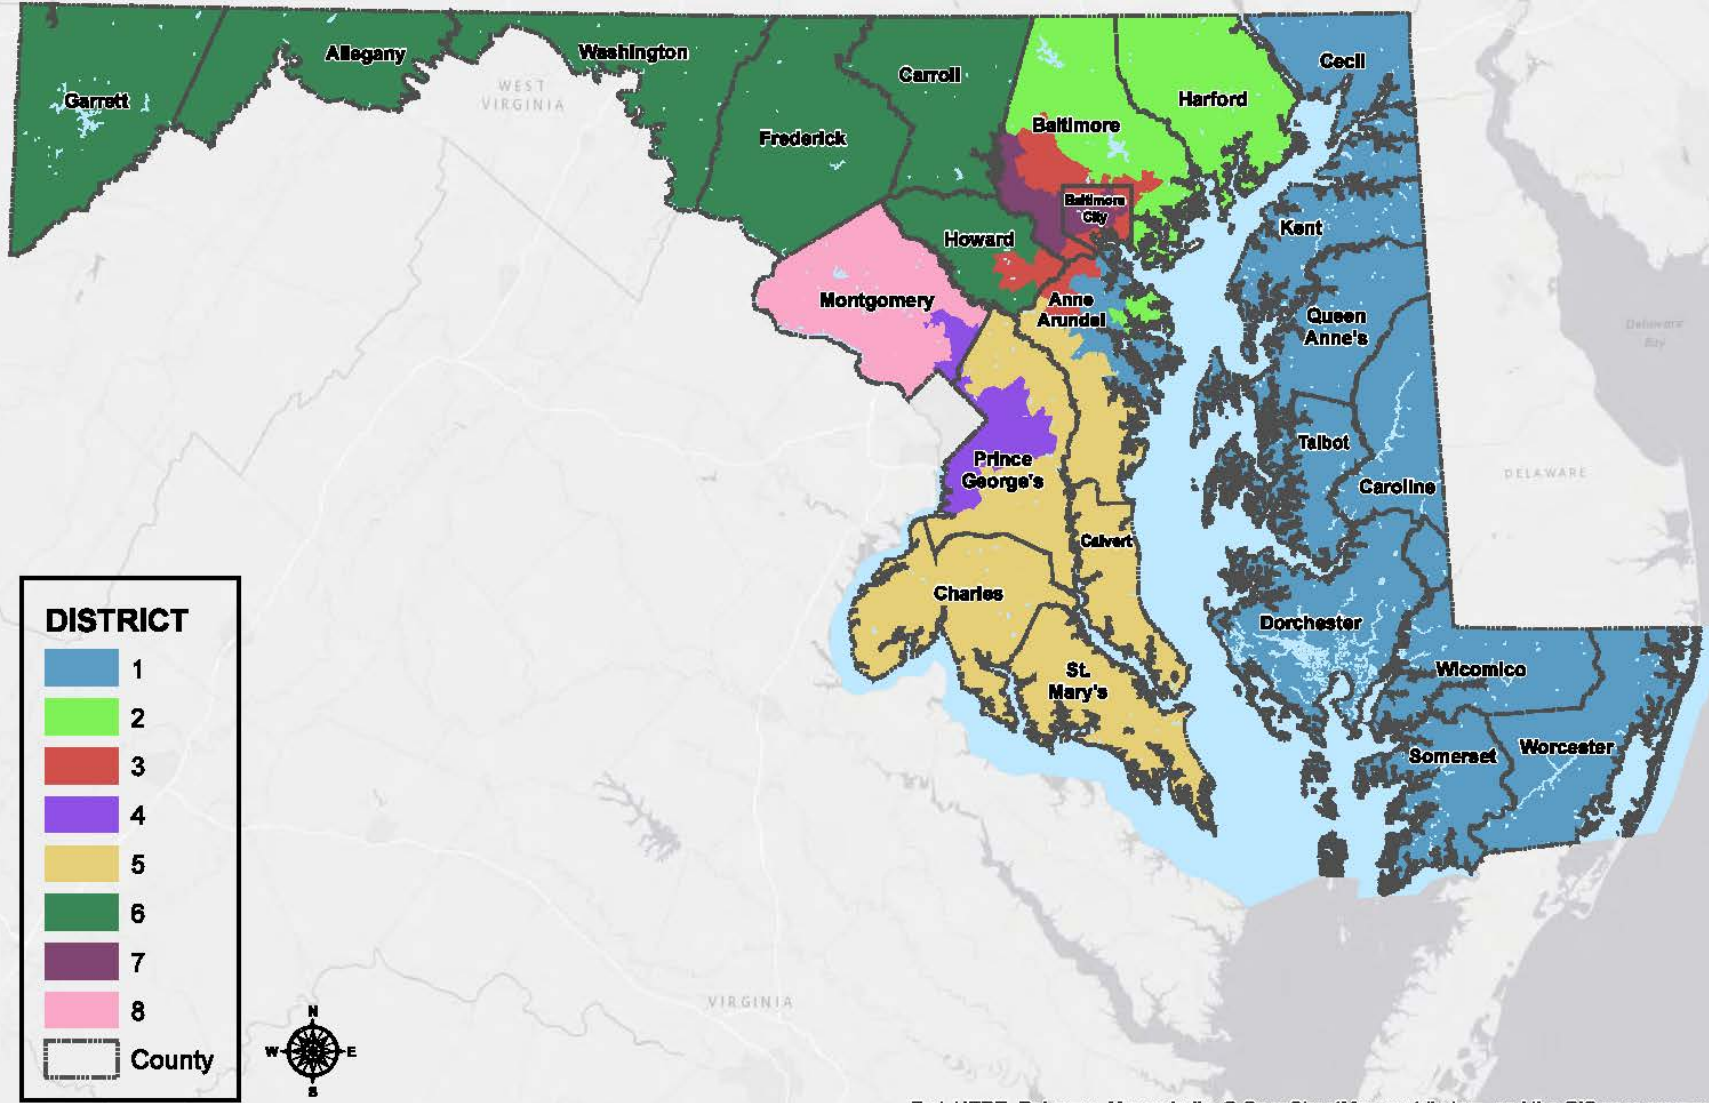 Garrett
Allegany
Washington
Frederick
Carroll
Baltimore
Harford
Cecil
WEST
VIRGINIA
Baltimore
City
Howard
Kent
Montgomery
Anne
Arundel
Queen
Anne's
Delaware
Bay
Talbot
Prince
George's
Caroline
DELAWARE
Calvert
Charles
Dorchester
St.
Mary's
Wicomico
Somerset
Worcester
VIRGINIA
DISTRICT
1
2
3
4
5
6
7
8
County
N
W
E
S